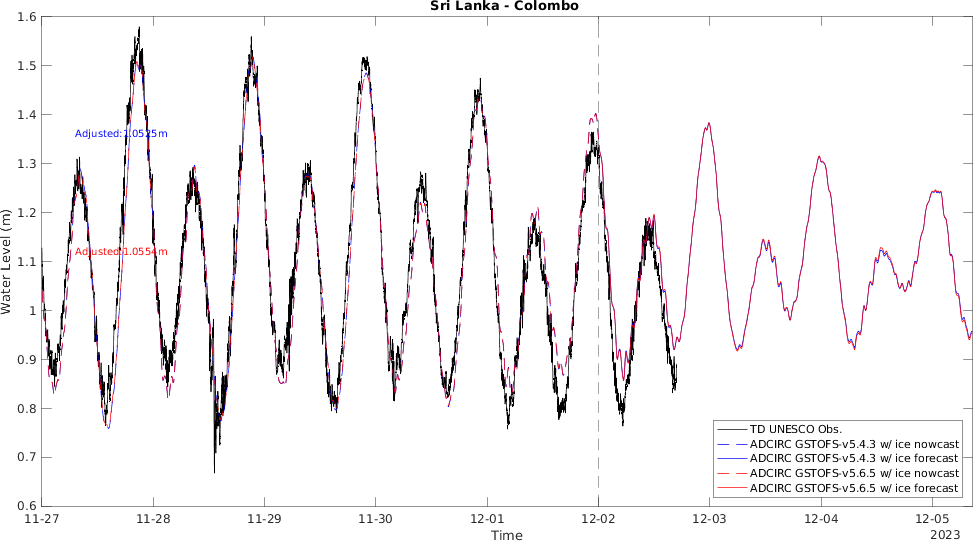 Sri Lanka - Colombo
1.6
1.5
1.4
1.3
1.2
1.1
1
0.9
0.8
0.7
0.6
Water Level (m)
Adjusted:1.0525m
Adjusted:1.0554m
TD UNESCO Obs.
ADCIRC GSTOFS-v5.4.3 w/ ice nowcast
ADCIRC GSTOFS-v5.4.3 w/ ice forecast
ADCIRC GSTOFS-v5.6.5 w/ ice nowcast
ADCIRC GSTOFS-v5.6.5 w/ ice forecast
11-27 11-28 11-29 11-30 12-01 12-02 12-03 12-04 12-05
Time
2023